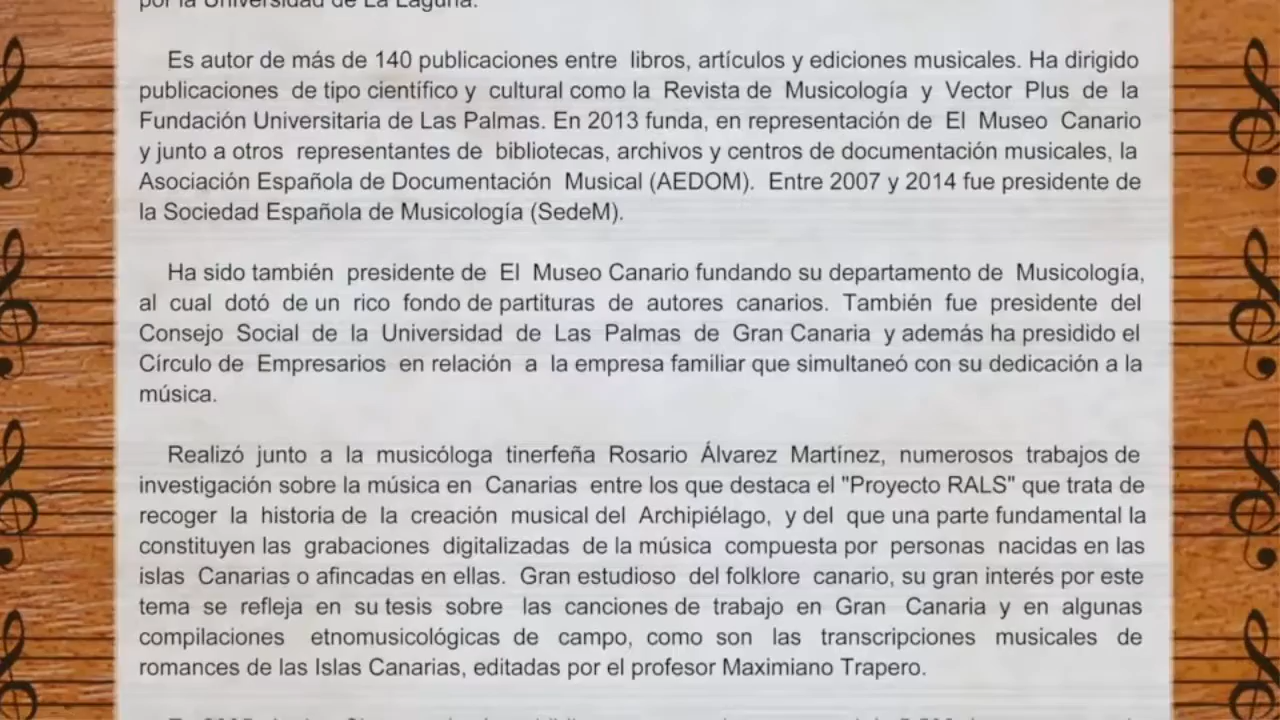 por la Universidad de La Laguna.
Es autor de más de 140 publicaciones entre libros, artículos y ediciones musicales. Ha dirigido
publicaciones de tipo científico y cultural como la Revista de Musicología y Vector Plus de la
Fundación Universitaria de Las Palmas. En 2013 funda, en representación de El Museo Canario
y junto a otros representantes de bibliotecas, archivos y centros de documentación musicales, la
Asociación Española de Documentación Musical (AEDOM). Entre 2007 y 2014 fue presidente de
la Sociedad Española de Musicología (SedeM).
Ha sido también presidente de El Museo Canario fundando su departamento de Musicología,
al cual dotó de un rico fondo de partituras de autores canarios. También fue presidente del
Consejo Social de la Universidad de Las Palmas de Gran Canaria y además ha presidido el
Círculo de Empresarios en relación a la empresa familiar que simultaneó con su dedicación a la
música.
Realizó junto a la musicóloga tinerfeña Rosario Álvarez Martínez, numerosos trabajos de
investigación sobre la música en Canarias entre los que destaca el "Proyecto RALS" que trata de
recoger la historia de la creación musical del Archipiélago, y del que una parte fundamental la
constituyen las grabaciones digitalizadas de la música compuesta por personas nacidas en las
islas Canarias o afincadas en ellas. Gran estudioso del folklore canario, su gran interés por este
tema se refleja en su tesis sobre las canciones de trabajo en Gran Canaria y en algunas
compilaciones etnomusicológicas de campo, como son las transcripciones musicales de
romances de las Islas Canarias, editadas por el profesor Maximiano Trapero.